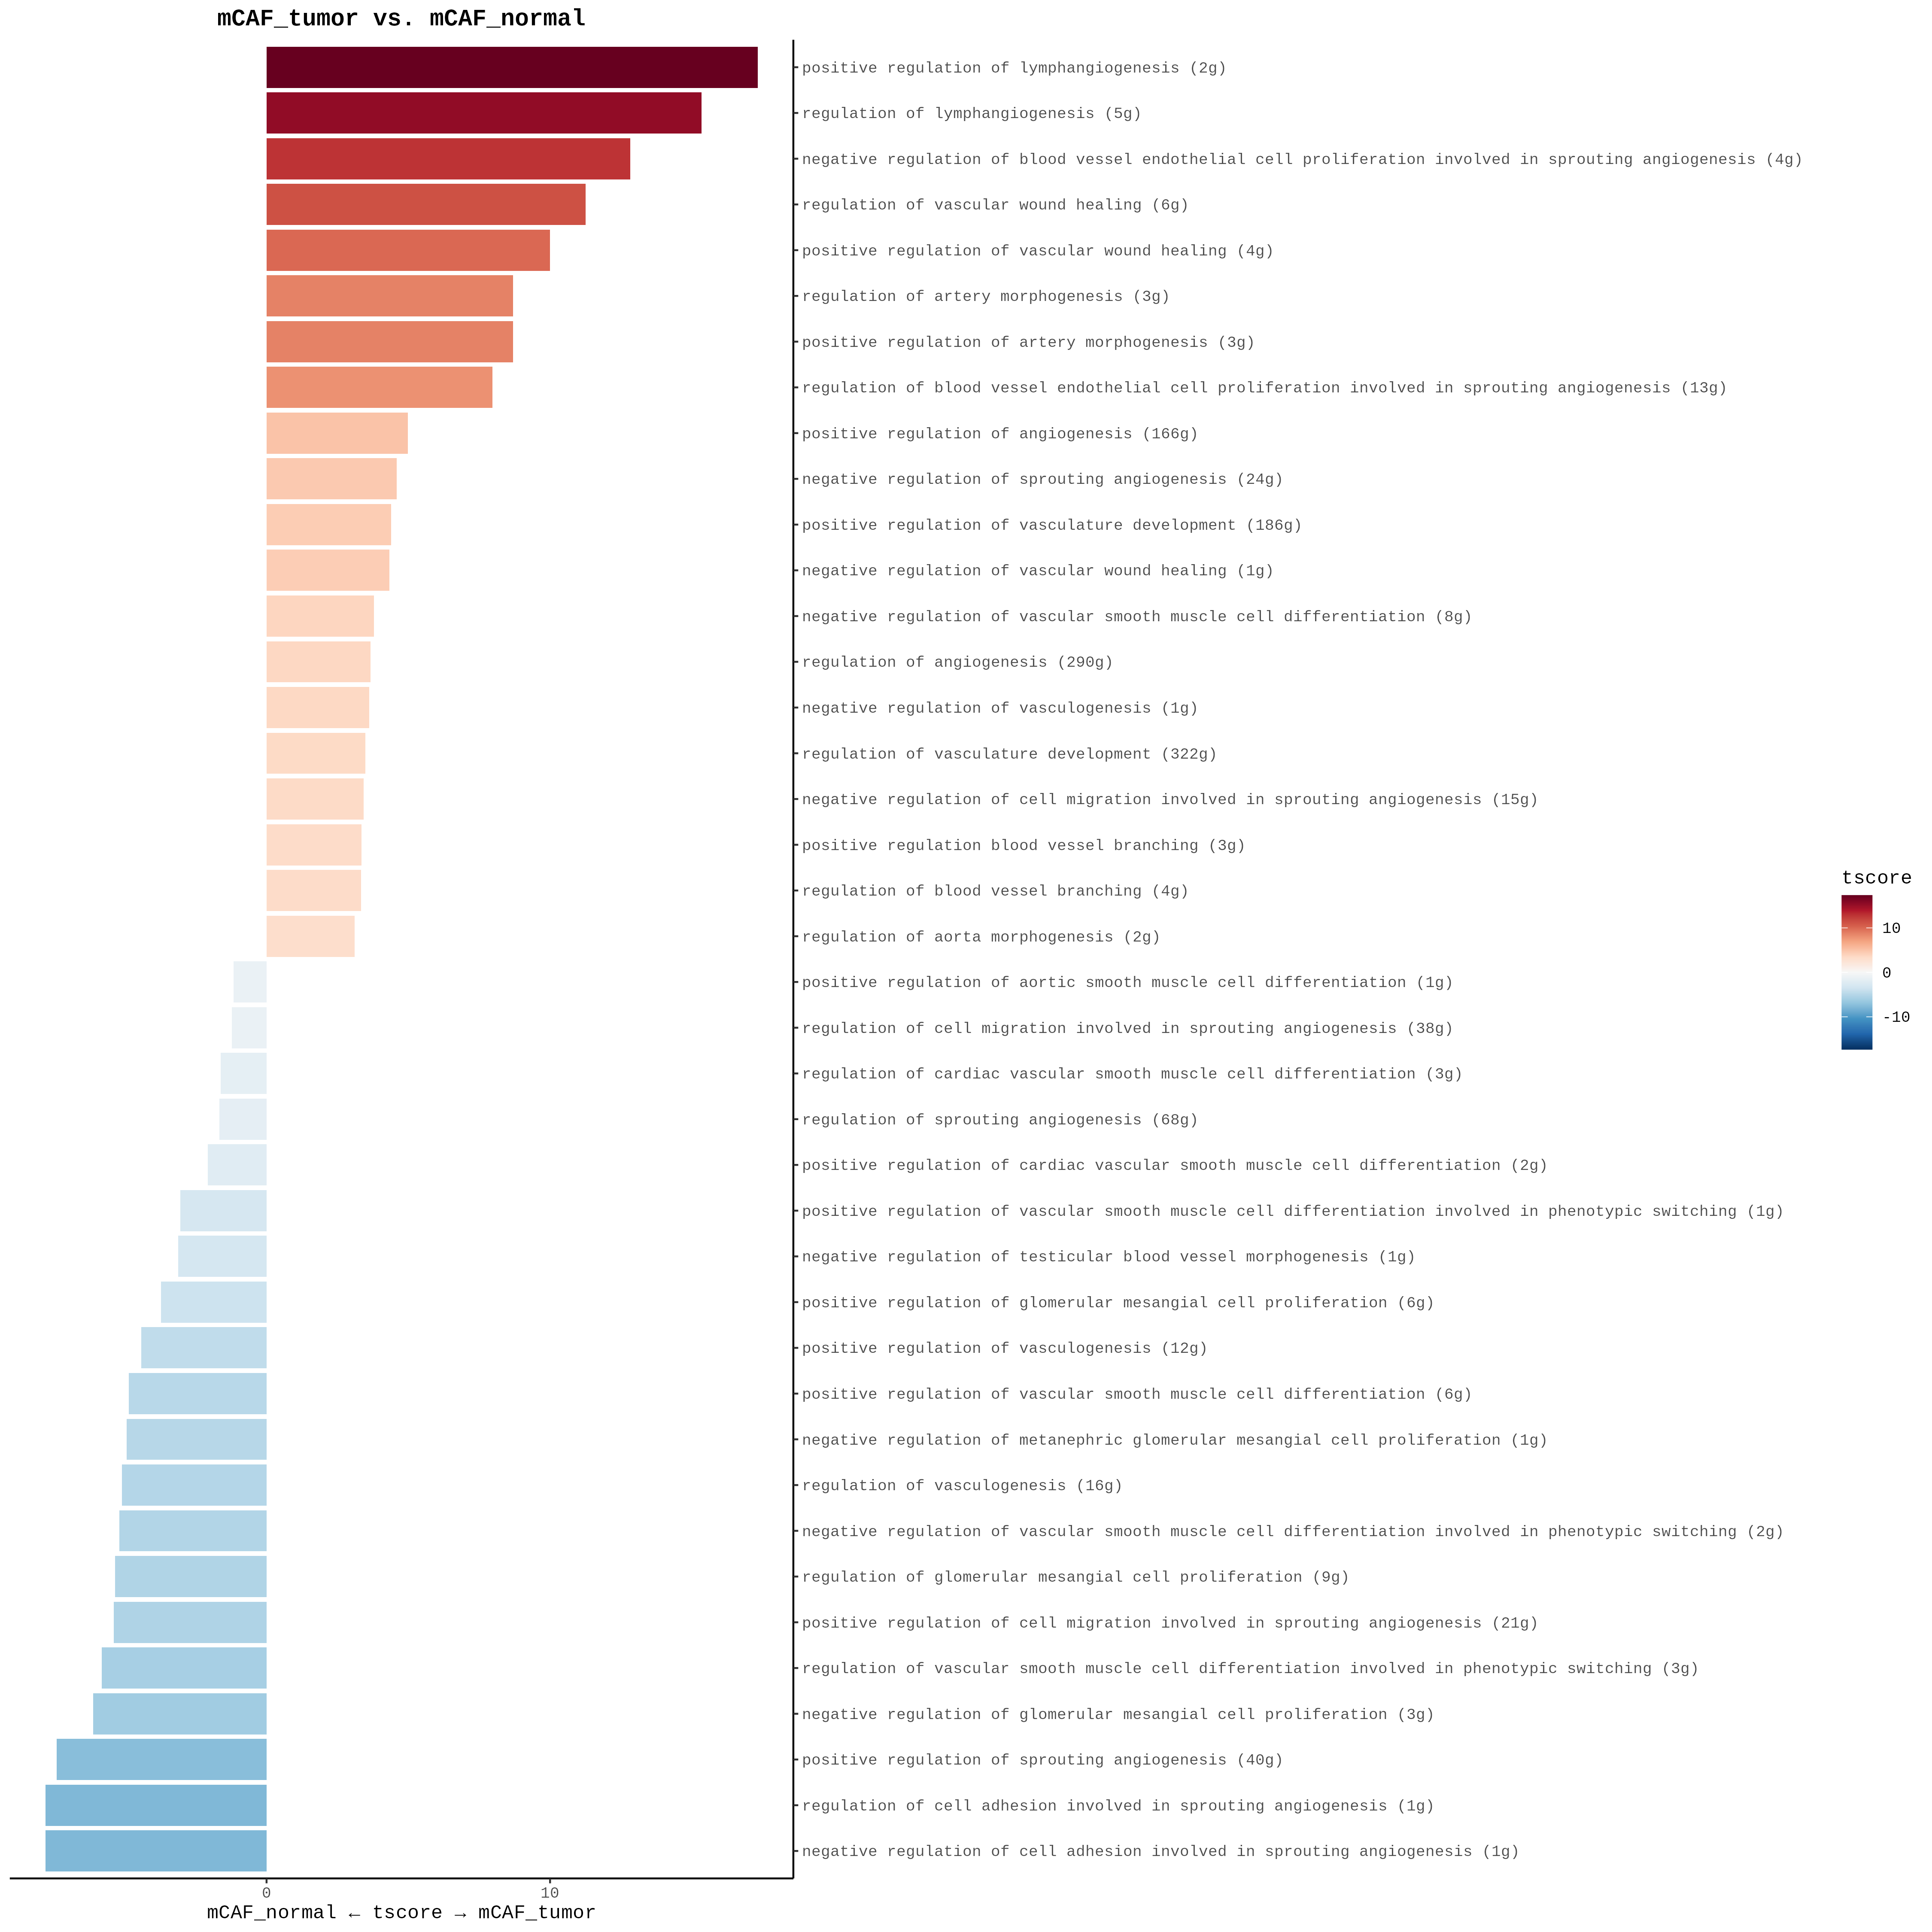 mCAF_tumor vs. mCAF_normal
positive regulation of lymphangiogenesis (2g)
regulation of lymphangiogenesis (5g)
negative regulation of blood vessel endothelial cell proliferation involved in sprouting angiogenesis (4g)
regulation of vascular wound healing (6g)
positive regulation of vascular wound healing (4g)
regulation of artery morphogenesis (3g)
positive regulation of artery morphogenesis (3g)
regulation of blood vessel endothelial cell proliferation involved in sprouting angiogenesis (13g)
positive regulation of angiogenesis (166g)
negative regulation of sprouting angiogenesis (24g)
positive regulation of vasculature development (186g)
negative regulation of vascular wound healing (1g)
negative regulation of vascular smooth muscle cell differentiation (8g)
regulation of angiogenesis (290g)
negative regulation of vasculogenesis (1g)
regulation of vasculature development (322g)
negative regulation of cell migration involved in sprouting angiogenesis (15g)
positive regulation blood vessel branching (3g)
regulation of blood vessel branching (4g)
regulation of aorta morphogenesis (2g)
positive regulation of aortic smooth muscle cell differentiation (1g)
regulation of cell migration involved in sprouting angiogenesis (38g)
regulation of cardiac vascular smooth muscle cell differentiation (3g)
regulation of sprouting angiogenesis (68g)
positive regulation of cardiac vascular smooth muscle cell differentiation (2g)
positive regulation of vascular smooth muscle cell differentiation involved in phenotypic switching (1g)
negative regulation of testicular blood vessel morphogenesis (1g)
positive regulation of glomerular mesangial cell proliferation (6g)
positive regulation of vasculogenesis (12g)
positive regulation of vascular smooth muscle cell differentiation (6g)
negative regulation of metanephric glomerular mesangial cell proliferation (1g)
regulation of vasculogenesis (16g)
negative regulation of vascular smooth muscle cell differentiation involved in phenotypic switching (2g)
regulation of glomerular mesangial cell proliferation (9g)
positive regulation of cell migration involved in sprouting angiogenesis (21g)
regulation of vascular smooth muscle cell differentiation involved in phenotypic switching (3g)
negative regulation of glomerular mesangial cell proliferation (3g)
positive regulation of sprouting angiogenesis (40g)
regulation of cell adhesion involved in sprouting angiogenesis (1g)
negative regulation of cell adhesion involved in sprouting angiogenesis (1g)
0 10
mCAF_normal ← tscore → mCAF_tumor
tscore
10
0
-10